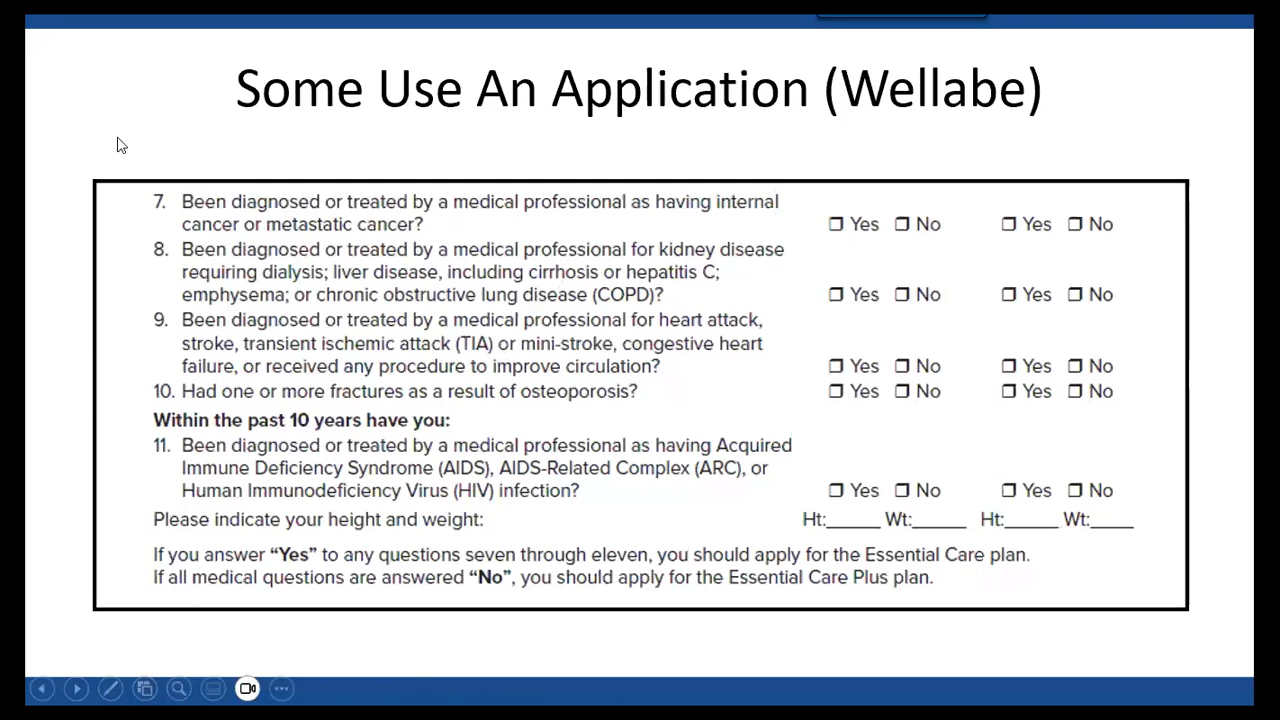 Some Use An Application (Wellabe)
7. Been diagnosed or treated by a medical professional as having internal
cancer or metastatic cancer? ❒ Yes ❒ No ❒ Yes ❒ No
8. Been diagnosed or treated by a medical professional for kidney disease
requiring dialysis; liver disease, including cirrhosis or hepatitis C;
emphysema; or chronic obstructive lung disease (COPD)? ❒ Yes ❒ No ❒ Yes ❒ No
9. Been diagnosed or treated by a medical professional for heart attack,
stroke, transient ischemic attack (TIA) or mini-stroke, congestive heart
failure, or received any procedure to improve circulation? ❒ Yes ❒ No ❒ Yes ❒ No
10. Had one or more fractures as a result of osteoporosis? ❒ Yes ❒ No ❒ Yes ❒ No
Within the past 10 years have you:
11. Been diagnosed or treated by a medical professional as having Acquired
Immune Deficiency Syndrome (AIDS), AIDS-Related Complex (ARC), or
Human Immunodeficiency Virus (HIV) infection? ❒ Yes ❒ No ❒ Yes ❒ No
Please indicate your height and weight: Ht:_____ Wt:_____ Ht:_____ Wt:____
If you answer “Yes” to any questions seven through eleven, you should apply for the Essential Care plan.
If all medical questions are answered “No”, you should apply for the Essential Care Plus plan.